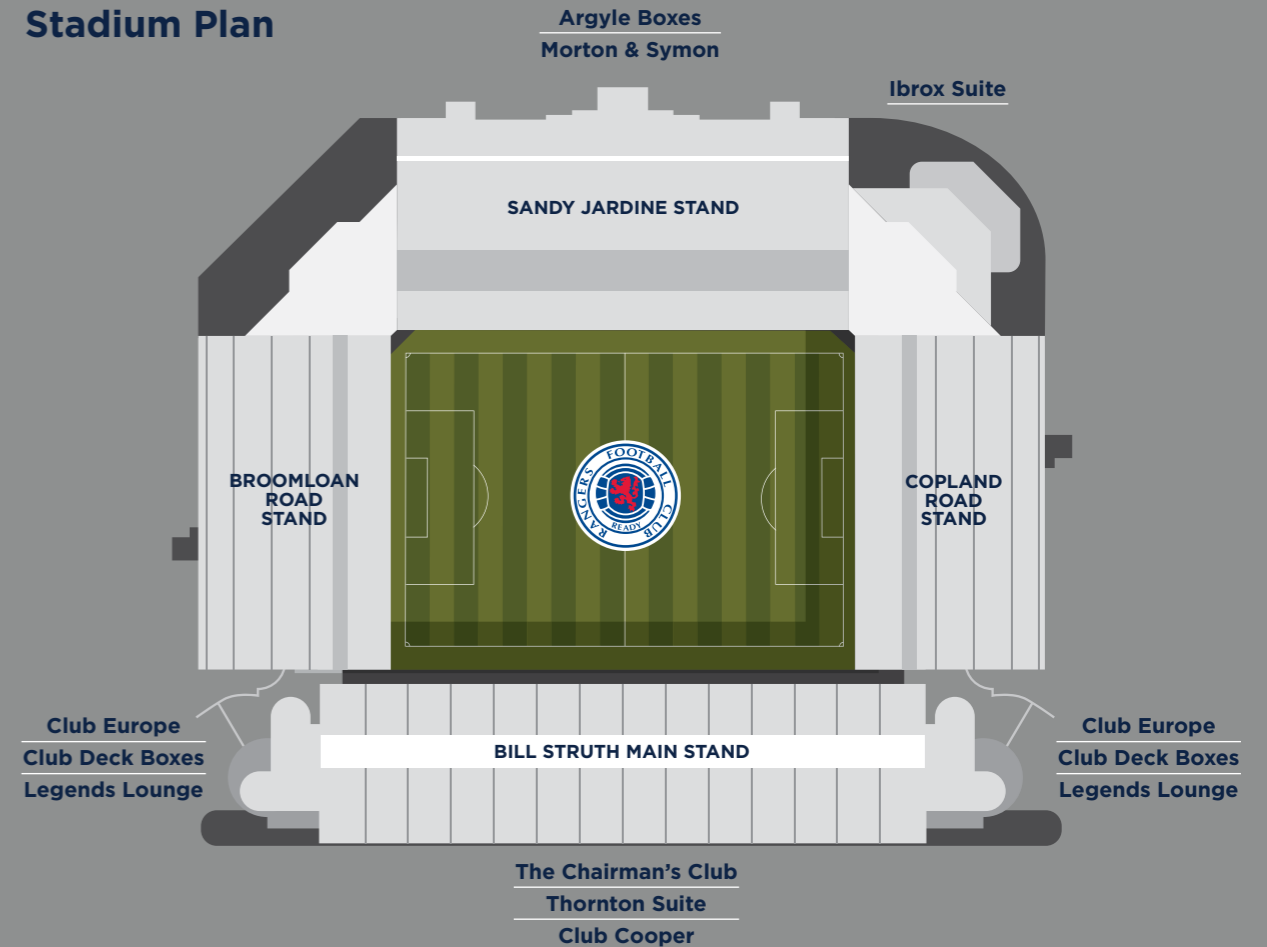 Stadium Plan
Argyle Boxes
Morton & Symon
Ibrox Suite
SANDY JARDINE STAND
BROOMLOAN
ROAD
STAND
RANGERS FOOTBALL CLUB
READY
COPLAND
ROAD
STAND
Club Europe
Club Deck Boxes
Legends Lounge
BILL STRUTH MAIN STAND
Club Europe
Club Deck Boxes
Legends Lounge
The Chairman’s Club
Thornton Suite
Club Cooper